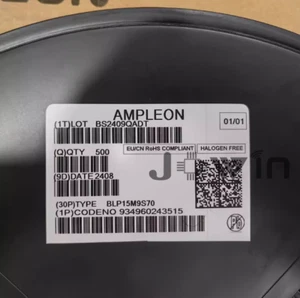 AMPLEON
01/01
(1T)LOT BS2409QADT
EU/CN RoHS COMPLIANT
HALOGEN FREE
(Q)QTY 500
(9D)DATE 2408
(30P)TYPE BLP15M9S70
(1P)CODENO 934960243515